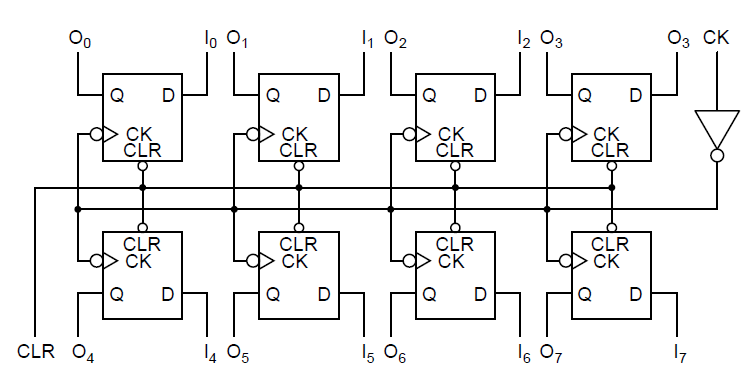 O₀ I₀ O₁ I₁ O₂ I₂ O₃ O₃ CK
Q D Q D Q D Q D
CK CK CK CK
CLR CLR CLR CLR
CLR CLR CLR CLR
CK CK CK CK
Q D Q D Q D Q D
CLR O₄ I₄ O₅ I₅ O₆ I₆ O₇ I₇